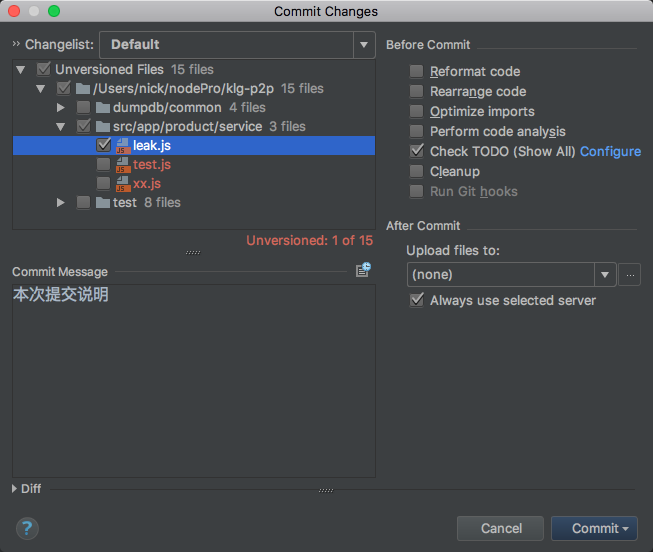 Commit Changes
Changelist: Default
Unversioned Files 15 files
/Users/nick/nodePro/klg-p2p 15 files
dumpdb/common 4 files
src/app/product/service 3 files
leak.js
test.js
xx.js
test 8 files
Unversioned: 1 of 15
Commit Message
本次提交说明
Diff
Before Commit
Reformat code
Rearrange code
Optimize imports
Perform code analysis
Check TODO (Show All) Configure
Cleanup
Run Git hooks
After Commit
Upload files to:
(none)
...
Always use selected server
?
Cancel
Commit